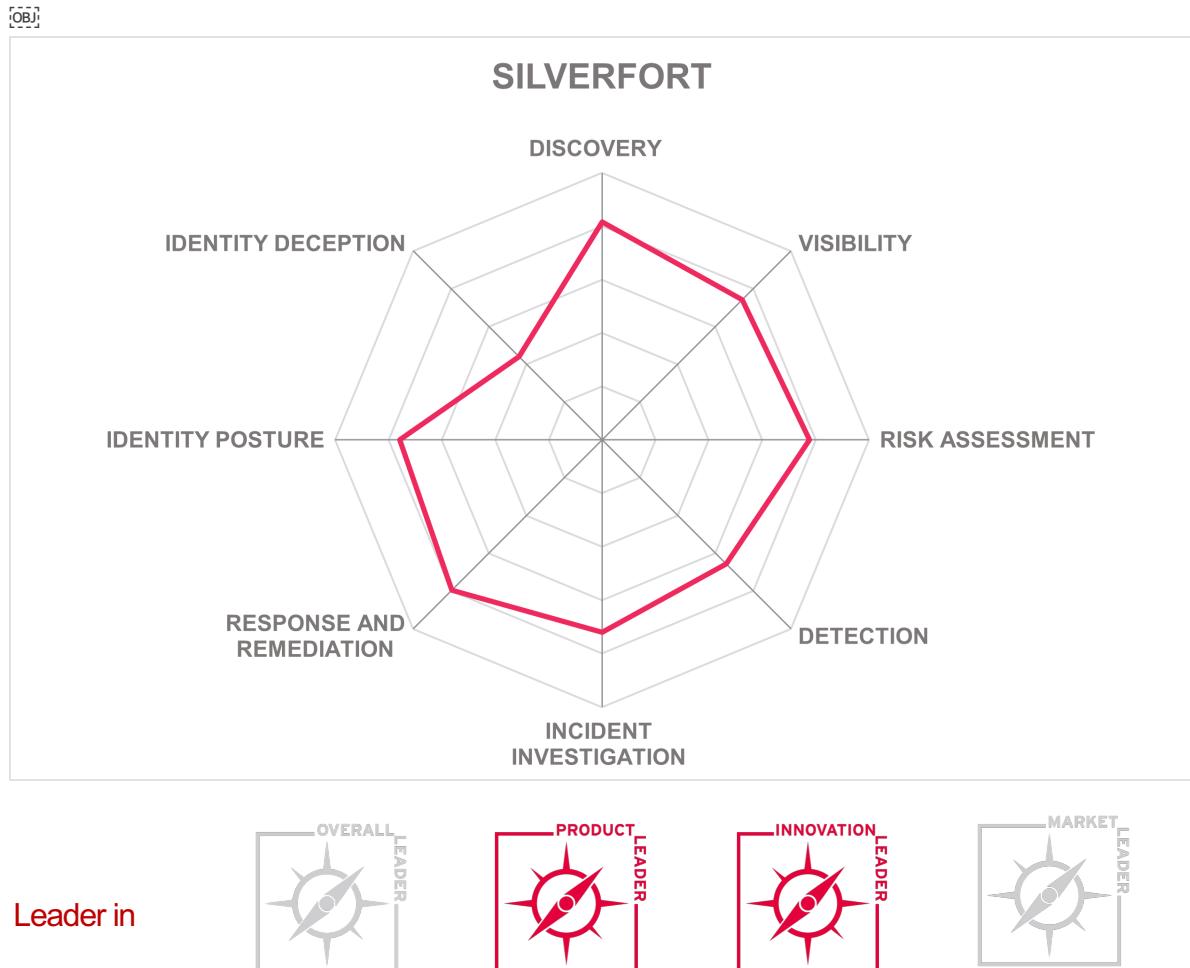 OBJ
SILVERFORT
DISCOVERY
IDENTITY DECEPTION
VISIBILITY
IDENTITY POSTURE
RISK ASSESSMENT
RESPONSE AND
REMEDIATION
DETECTION
INCIDENT
INVESTIGATION
Leader in
OVERALL
LEADER
PRODUCT
LEADER
INNOVATION
LEADER
MARKET
LEADER